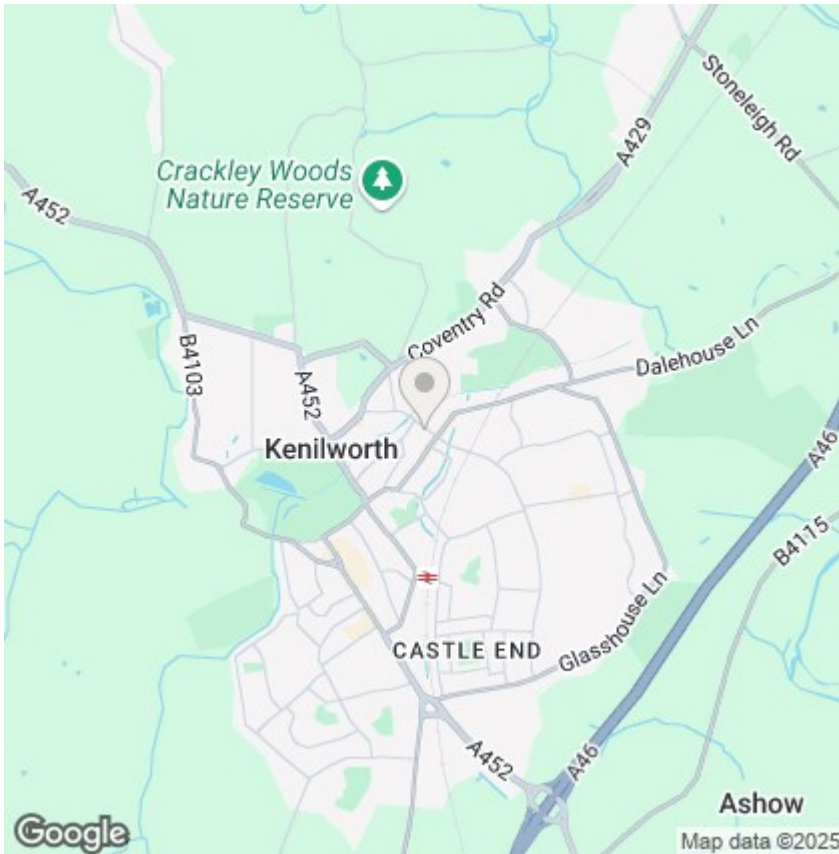 Stoneleigh Rd
A429
Crackley Woods
Nature Reserve
A452
Coventry Rd
Dalehouse Ln
B4103
A452
Kenilworth
A46
B4115
CASTLE END
Glasshouse Ln
A452
A46
Ashow
Google
Map data ©2025